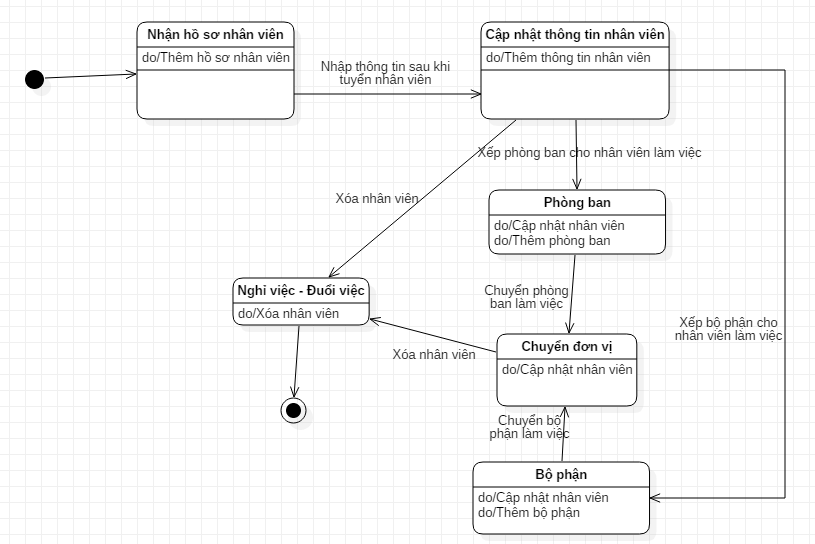 Nhận hồ sơ nhân viên
do/Thêm hồ sơ nhân viên
Nhập thông tin sau khi
tuyển nhân viên
Cập nhật thông tin nhân viên
do/Thêm thông tin nhân viên
Xếp phòng ban cho nhân viên làm việc
Xóa nhân viên
Phòng ban
do/Cập nhật nhân viên
do/Thêm phòng ban
Nghỉ việc - Đuổi việc
do/Xóa nhân viên
Chuyển phòng
ban làm việc
Xếp bộ phận cho
nhân viên làm việc
Chuyển đơn vị
do/Cập nhật nhân viên
Xóa nhân viên
Chuyển bộ
phận làm việc
Bộ phận
do/Cập nhật nhân viên
do/Thêm bộ phận